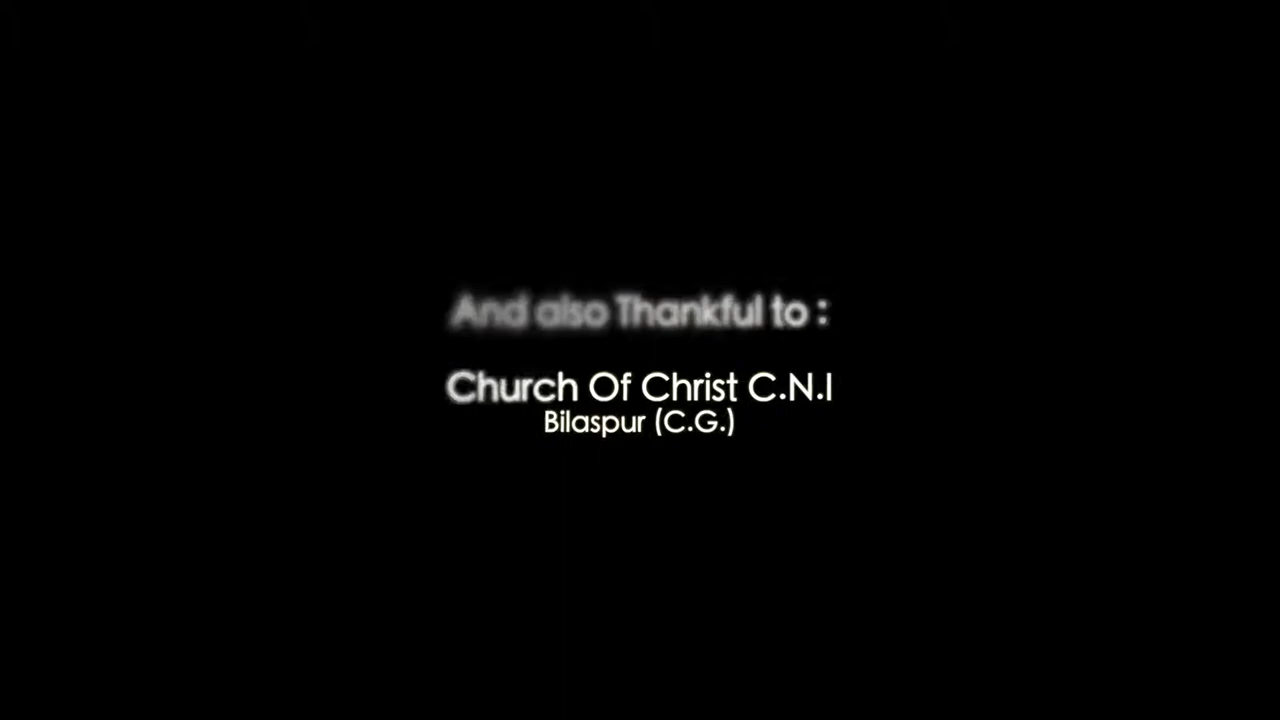 And also Thankful to :
Church Of Christ C.N.I
Bilaspur (C.G.)